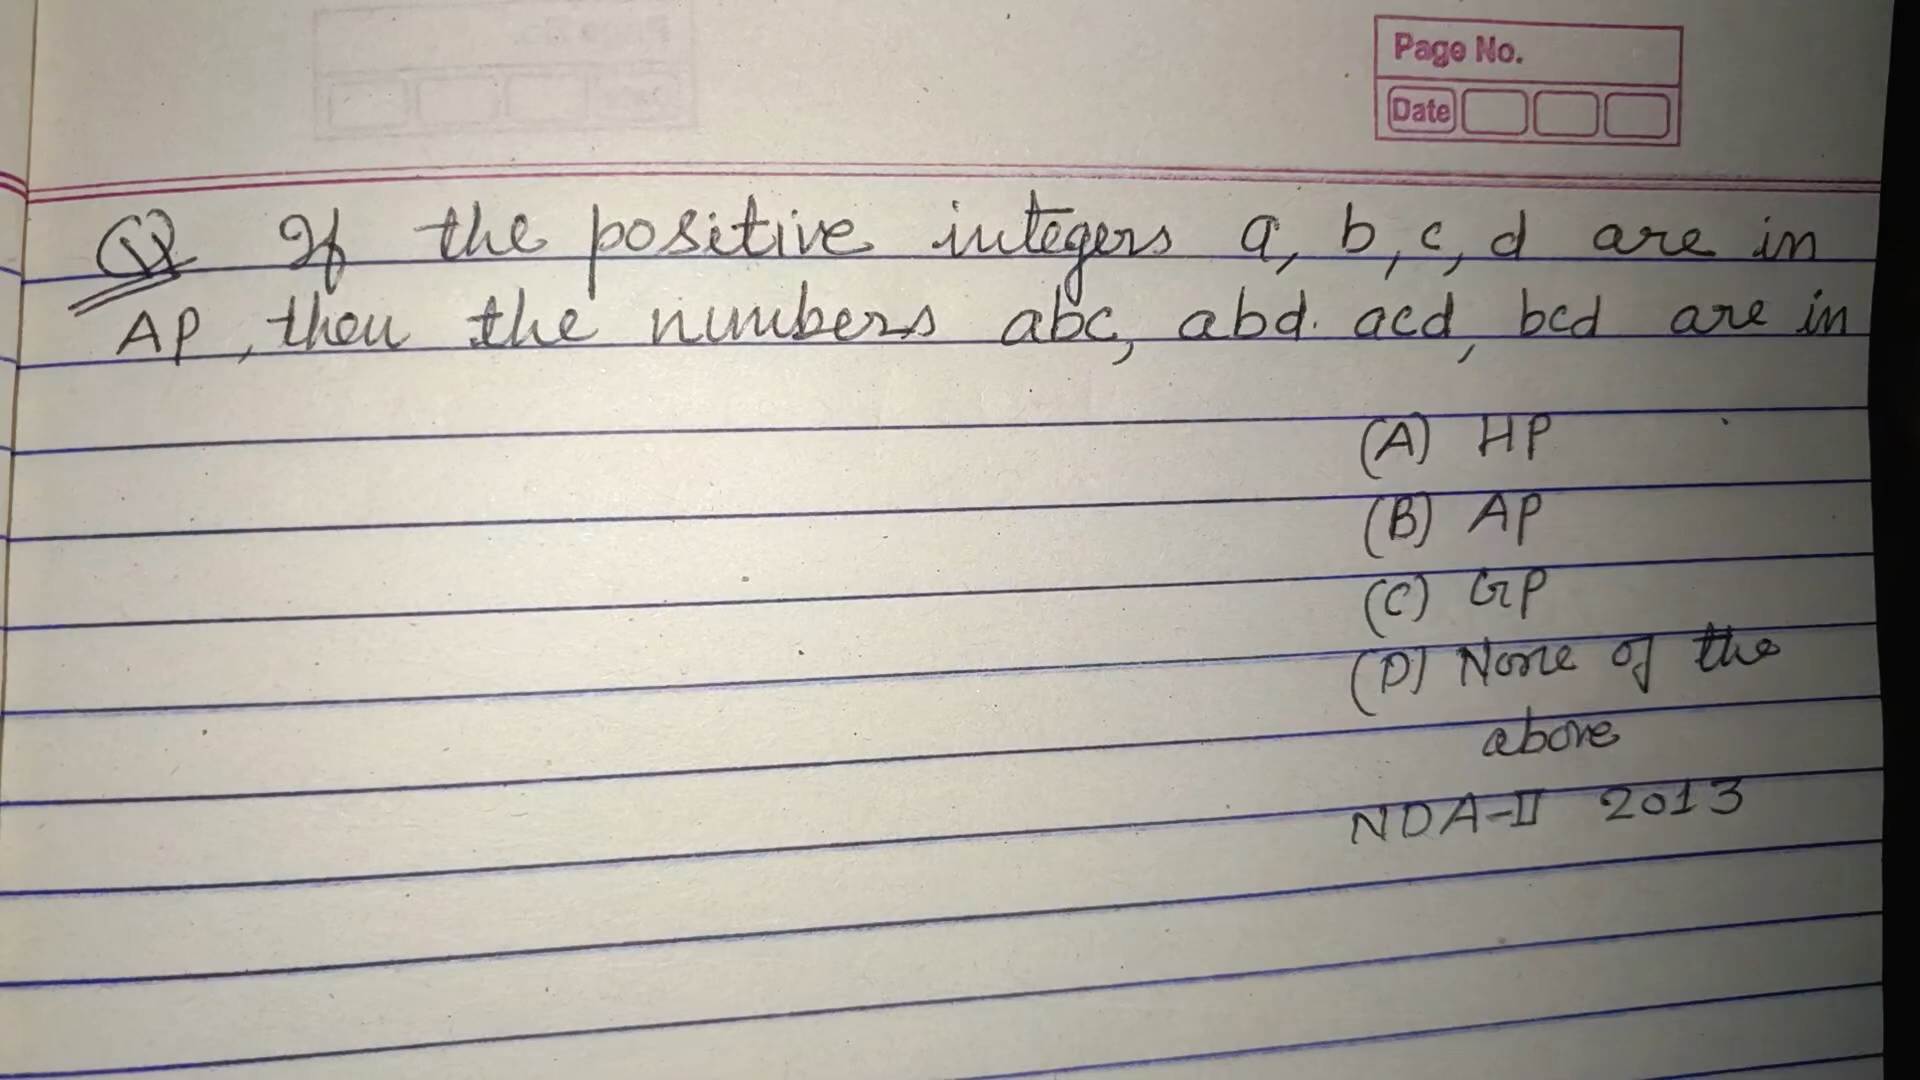 Page No.
Date
Q If the positive integers a, b, c, d are in
AP, then the numbers abc, abd. acd, bcd are in
(A) HP
(B) AP
(C) GP
(D) None of the
above
NDA-II 2013